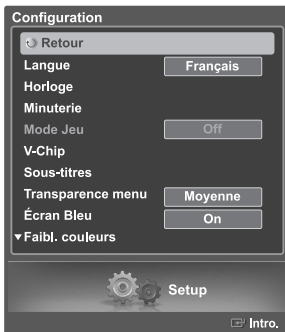 Configuration
Retour
Langue Français
Horloge
Minuterie
Mode Jeu Off
V-Chip
Sous-titres
Transparence menu Moyenne
Écran Bleu On
▼Faibl. couleurs
Setup
Intro.